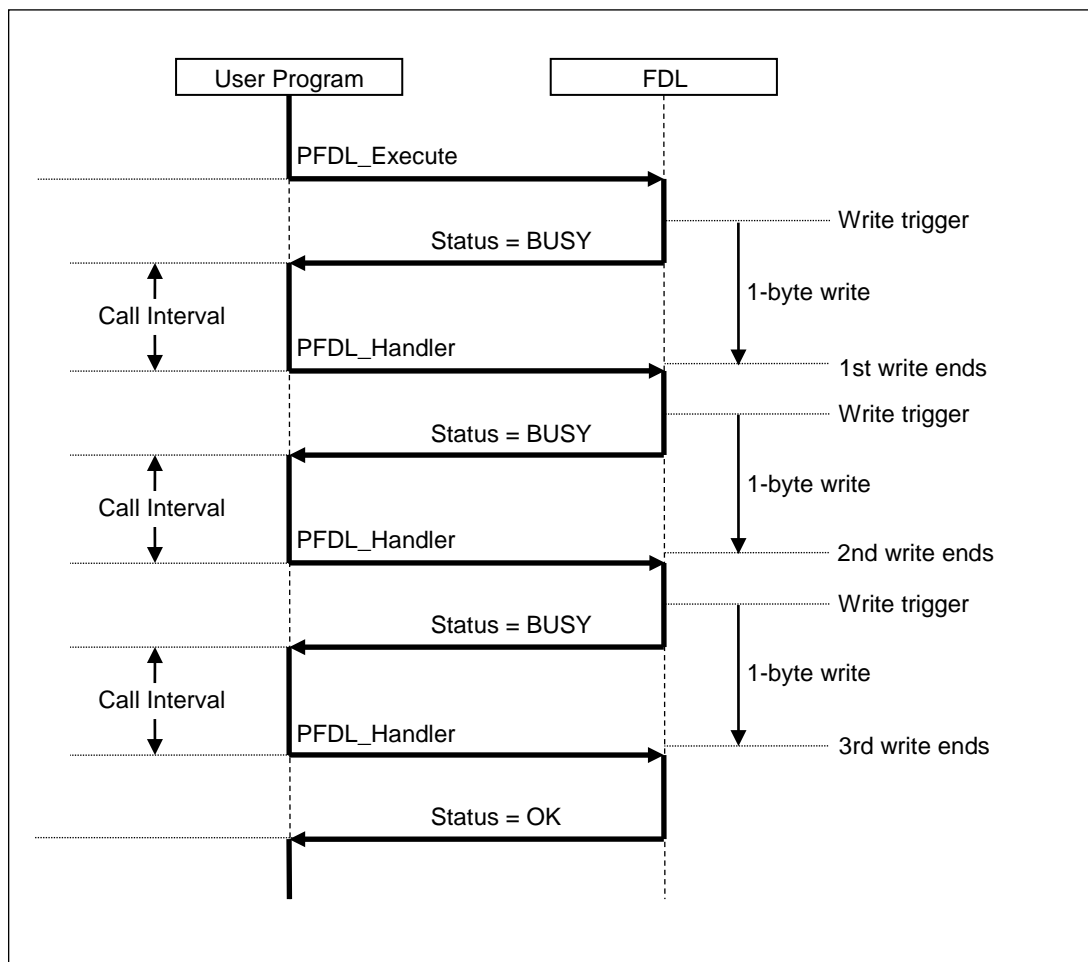 User Program
FDL
PFDL_Execute
Write trigger
Status = BUSY
1-byte write
Call Interval
PFDL_Handler
1st write ends
Write trigger
Status = BUSY
1-byte write
Call Interval
PFDL_Handler
2nd write ends
Write trigger
Status = BUSY
1-byte write
Call Interval
PFDL_Handler
3rd write ends
Status = OK